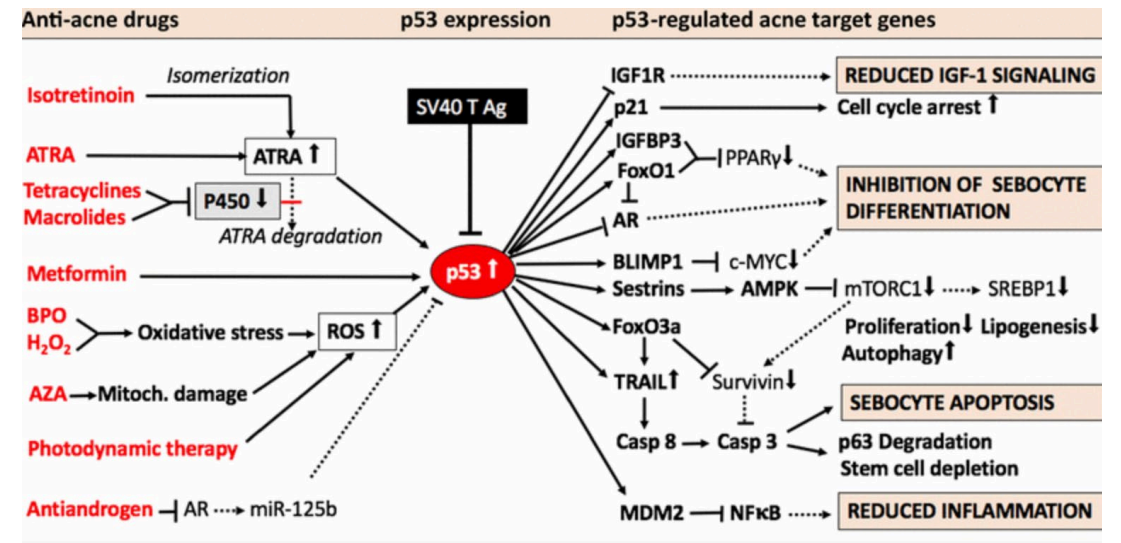 Anti-acne drugs
p53 expression
p53-regulated acne target genes
Isomerization
Isotretinoin
ATRA
ATRA ↑
Tetracyclines
Macrolides
P450 ↓
ATRA degradation
Metformin
BPO
H₂O₂
Oxidative stress
ROS ↑
AZA
Mitoch. damage
Photodynamic therapy
Antiandrogen
AR
miR-125b
SV40 T Ag
p53 ↑
IGF1R
REDUCED IGF-1 SIGNALING
p21
Cell cycle arrest ↑
IGFBP3
FoxO1
PPARγ↓
AR
INHIBITION OF SEBOCYTE
DIFFERENTIATION
BLIMP1
c-MYC↓
Sestrins
AMPK
mTORC1↓
SREBP1↓
Proliferation↓ Lipogenesis↓
Autophagy↑
FoxO3a
TRAIL↑
Survivin↓
SEBOCYTE APOPTOSIS
Casp 8
Casp 3
p63 Degradation
Stem cell depletion
MDM2
NFκB
REDUCED INFLAMMATION